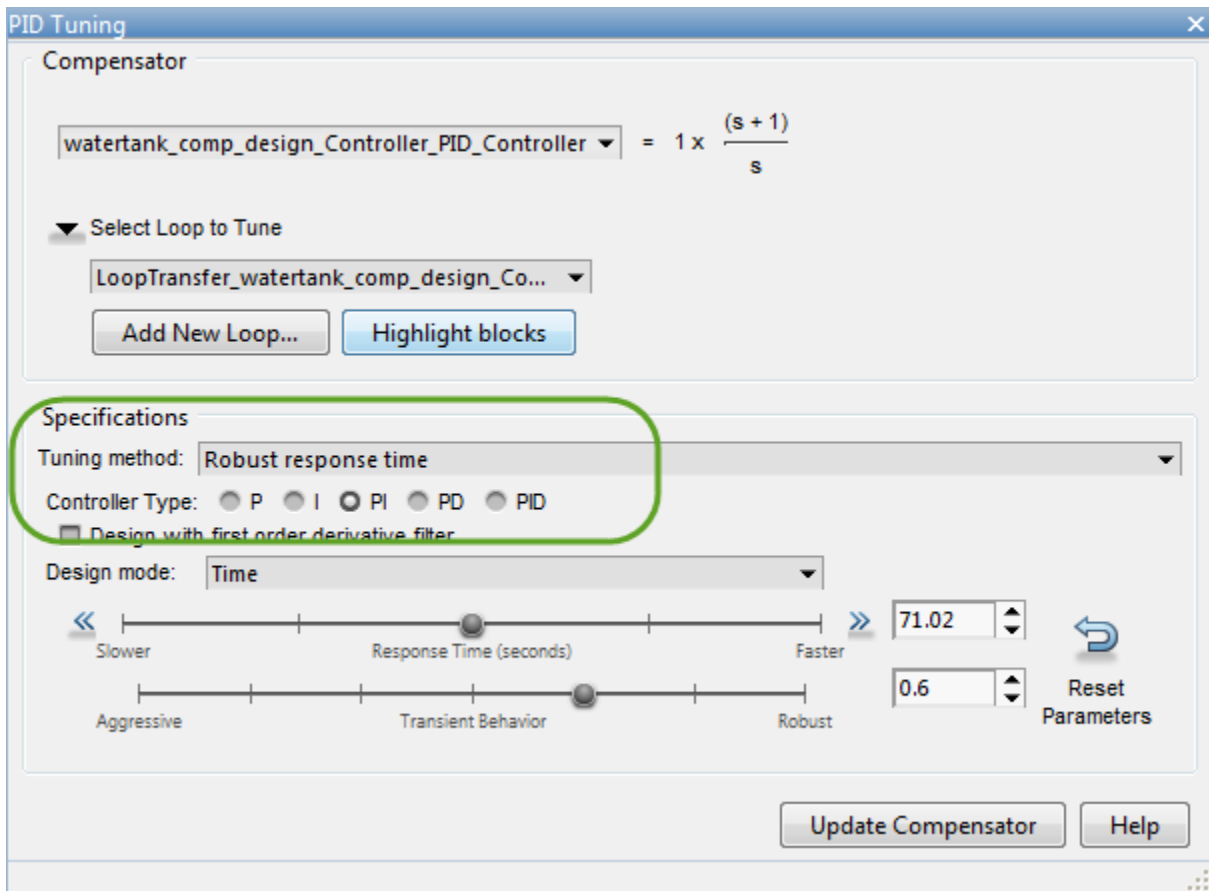 PID Tuning
Compensator
watertank_comp_design_Controller_PID_Controller = 1 x (s + 1)
s
Select Loop to Tune
LoopTransfer_watertank_comp_design_Co...
Add New Loop... Highlight blocks
Specifications
Tuning method: Robust response time
Controller Type: P I PI PD PID
Design with first order derivative filter
Design mode: Time
71.02
Slower Response Time (seconds) Faster
0.6 Reset
Aggressive Transient Behavior Robust Parameters
Update Compensator Help